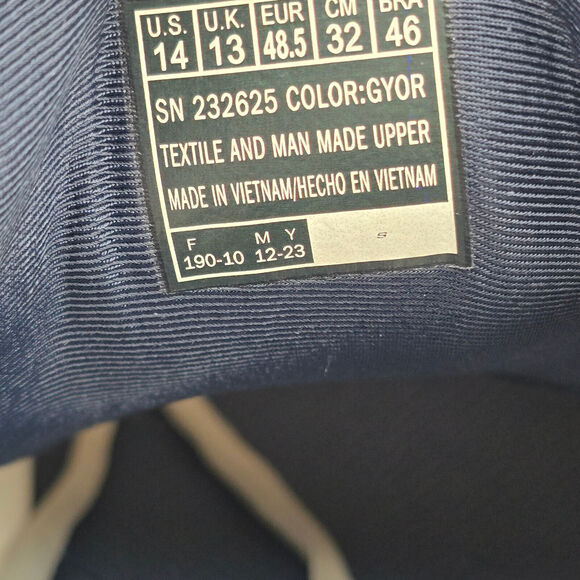 U.S. U.K. EUR CM BRA
14 13 48.5 32 46
SN 232625 COLOR:GYOR
TEXTILE AND MAN MADE UPPER
MADE IN VIETNAM/HECHO EN VIETNAM
F M Y
190-10 12-23
S